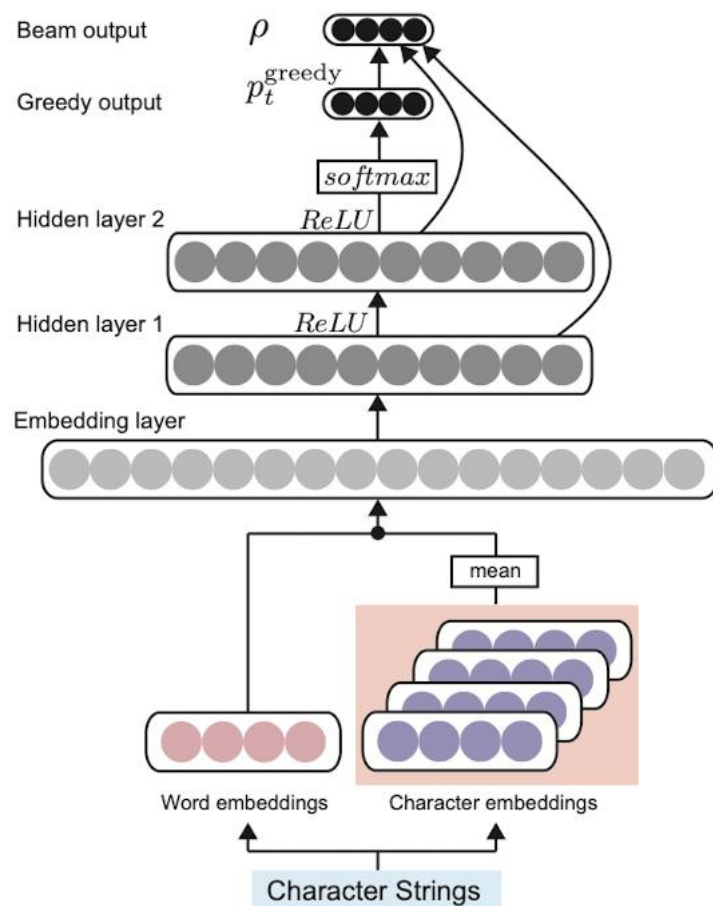 Beam output
ρ
Greedy output
p_t^greedy
softmax
ReLU
Hidden layer 2
ReLU
Hidden layer 1
Embedding layer
mean
Word embeddings
Character embeddings
Character Strings